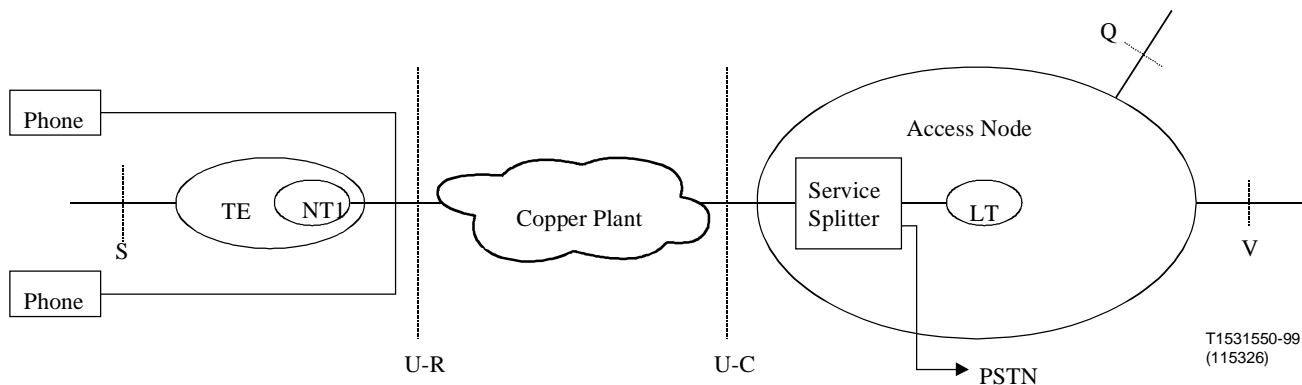 Q
Phone
Access Node
TE
NT1
Copper Plant
Service
Splitter
LT
S
V
Phone
U-R
U-C
PSTN
T1531550-99
(115326)